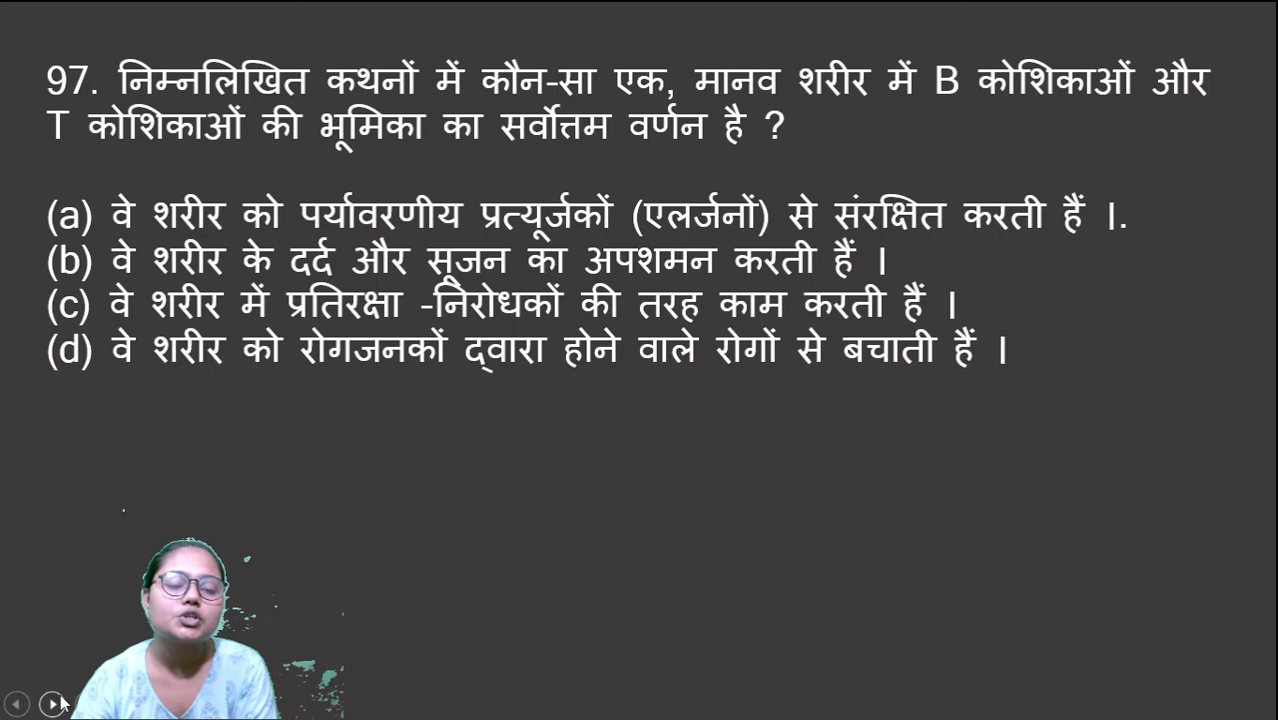 97. निम्नलिखित कथनों में कौन-सा एक, मानव शरीर में B कोशिकाओं और
T कोशिकाओं की भूमिका का सर्वोत्तम वर्णन है ?
(a) वे शरीर को पर्यावरणीय प्रत्यूर्जकों (एलर्जनों) से संरक्षित करती हैं ।.
(b) वे शरीर के दर्द और सूजन का अपशमन करती हैं ।
(c) वे शरीर में प्रतिरक्षा -निरोधकों की तरह काम करती हैं ।
(d) वे शरीर को रोगजनकों द्वारा होने वाले रोगों से बचाती हैं ।